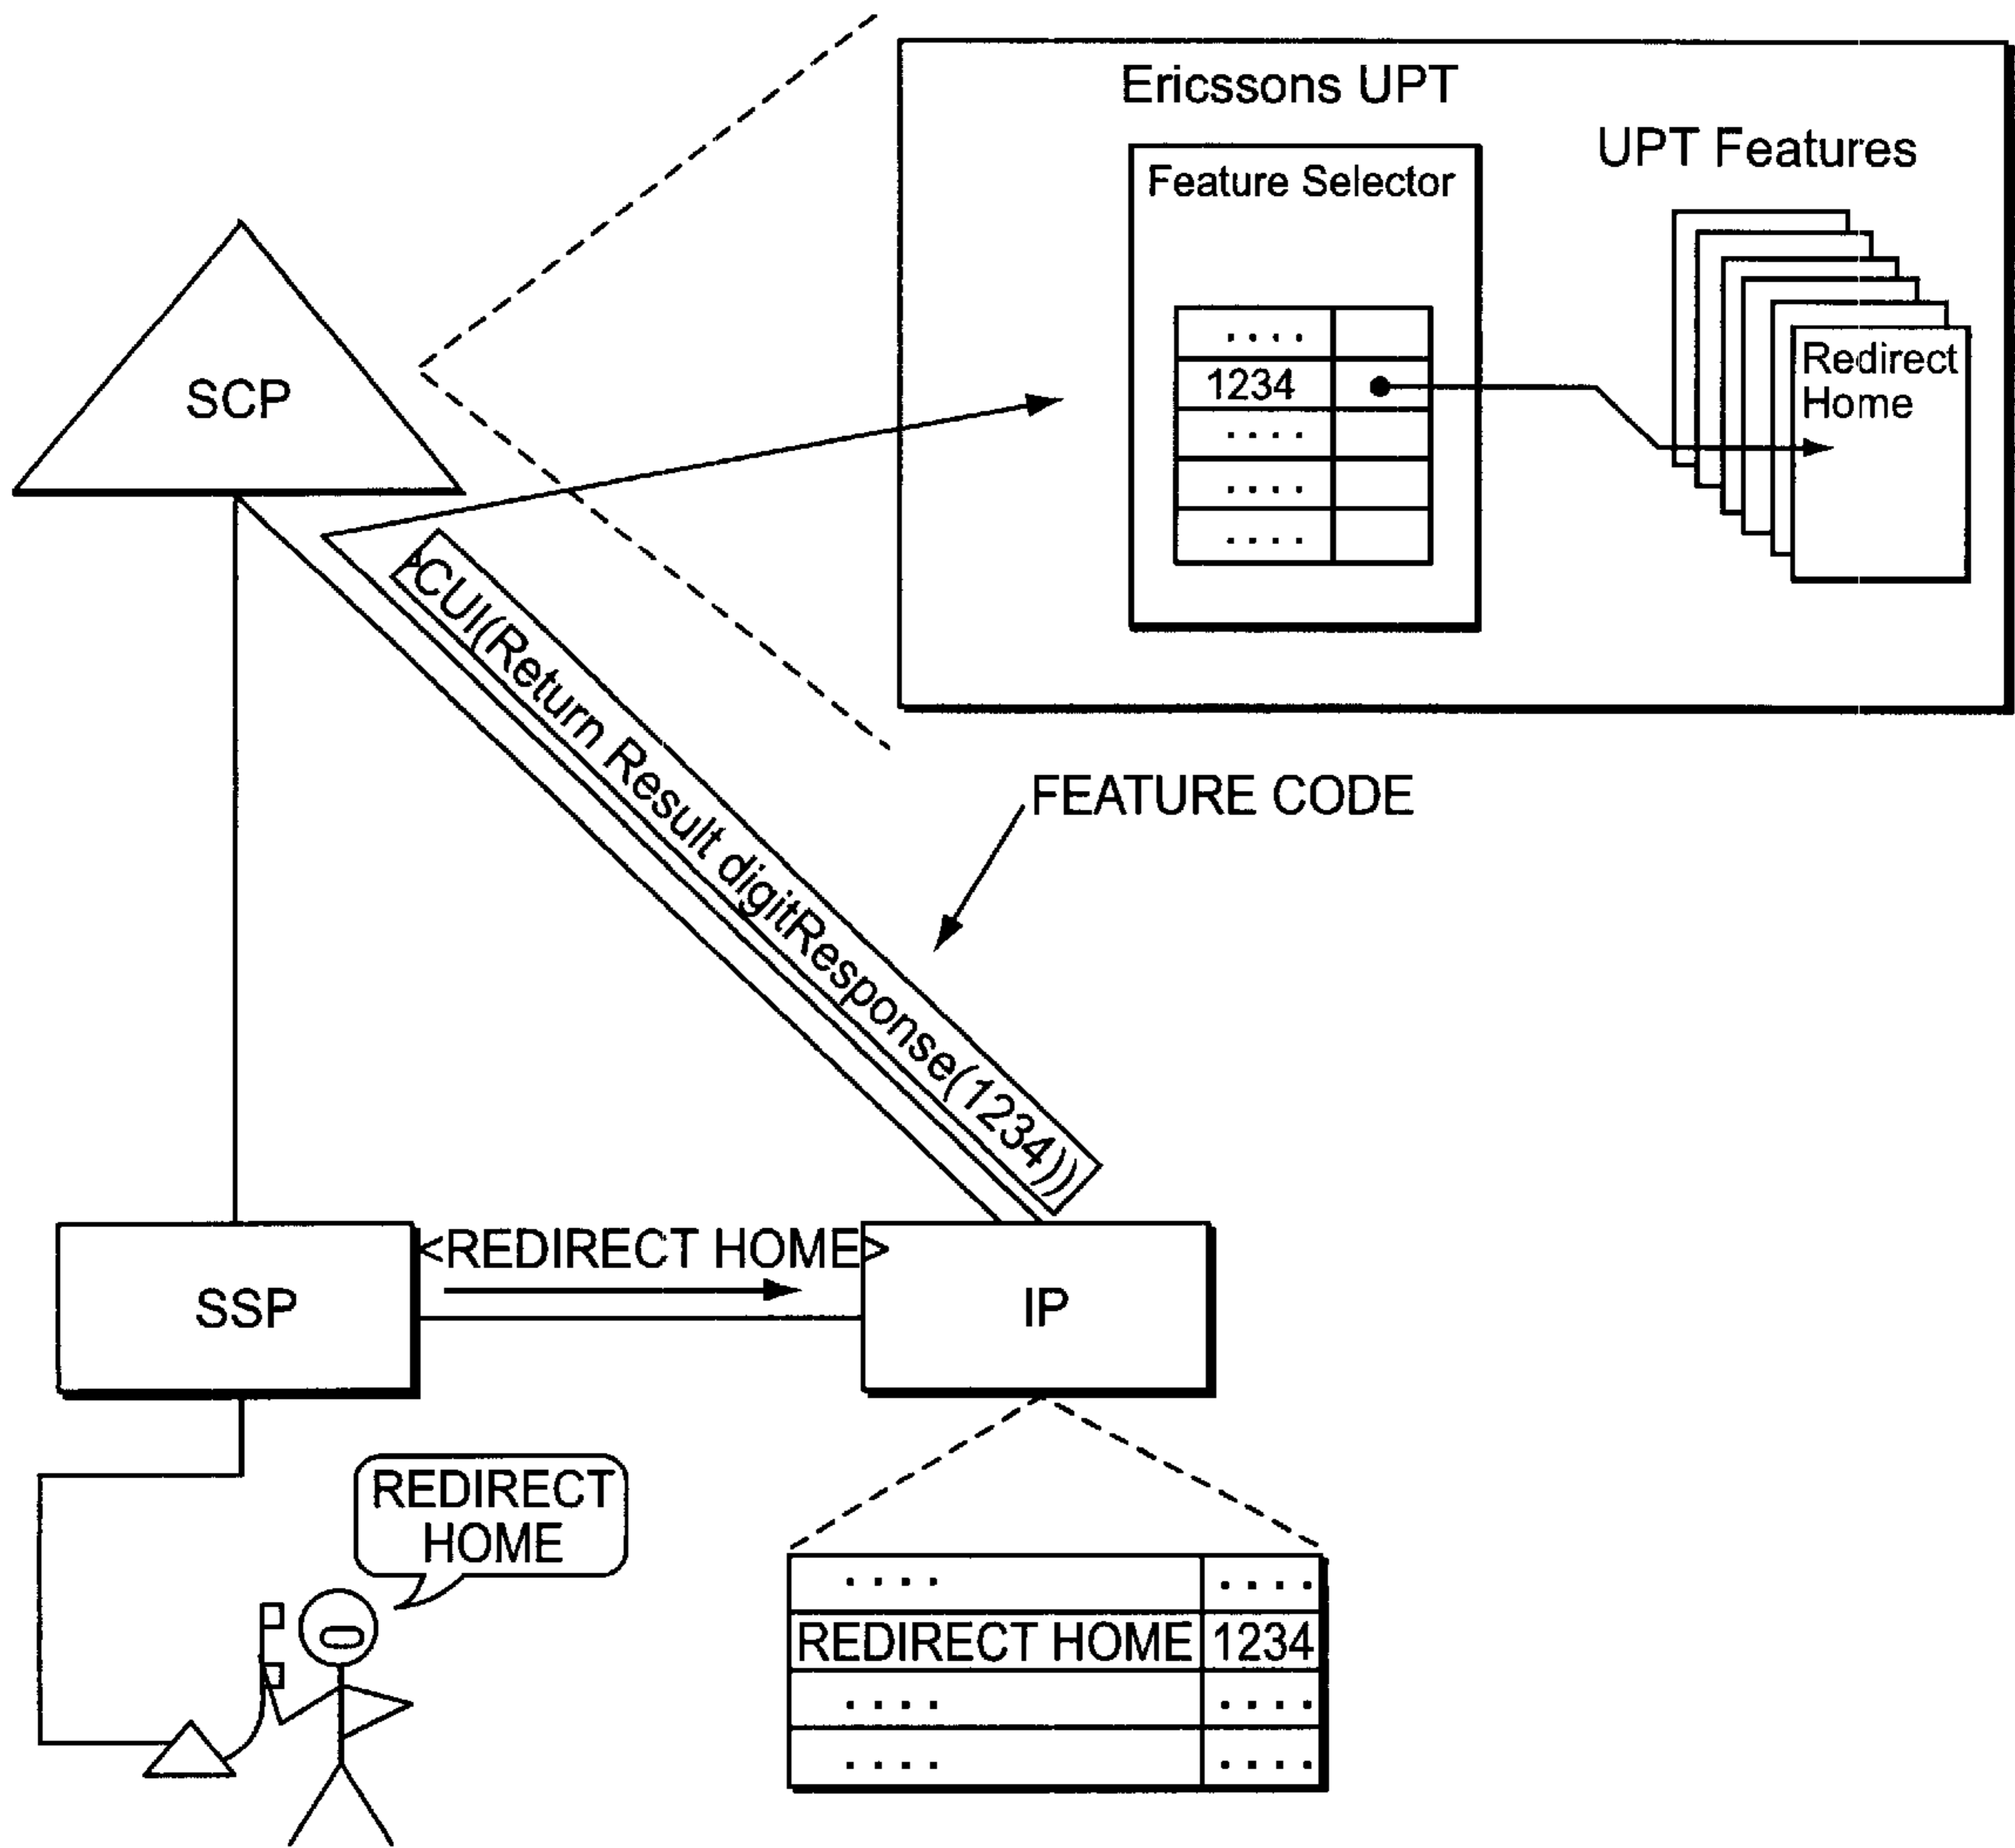 Ericssons UPT
UPT Features
Feature Selector
. . . .
1234
. . . .
. . . .
. . . .
Redirect
Home
SCP
CUII(Return Result digitResponse(1234)))
FEATURE CODE
<REDIRECT HOME>
SSP
IP
REDIRECT
HOME
. . . . . . . .
REDIRECT HOME 1234
. . . . . . . .
. . . . . . . .